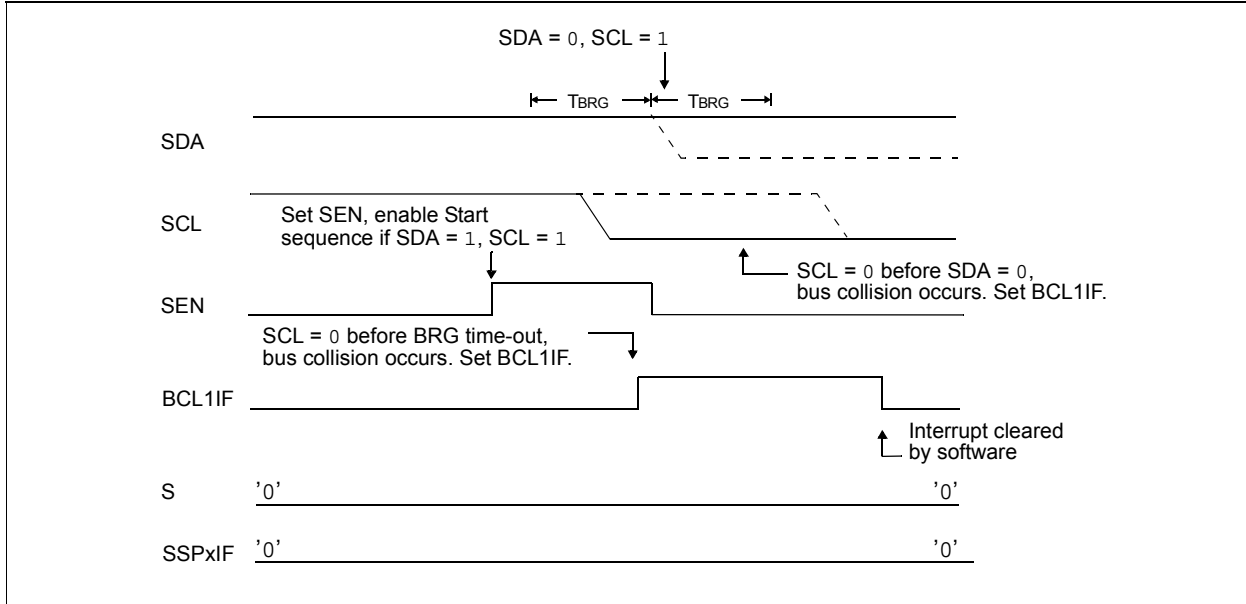 SDA = 0, SCL = 1
TBRG TBRG
SDA
SCL
Set SEN, enable Start
sequence if SDA = 1, SCL = 1
SCL = 0 before SDA = 0,
bus collision occurs. Set BCL1IF.
SEN
SCL = 0 before BRG time-out,
bus collision occurs. Set BCL1IF.
BCL1IF
Interrupt cleared
by software
S '0' '0'
SSPxIF '0' '0'